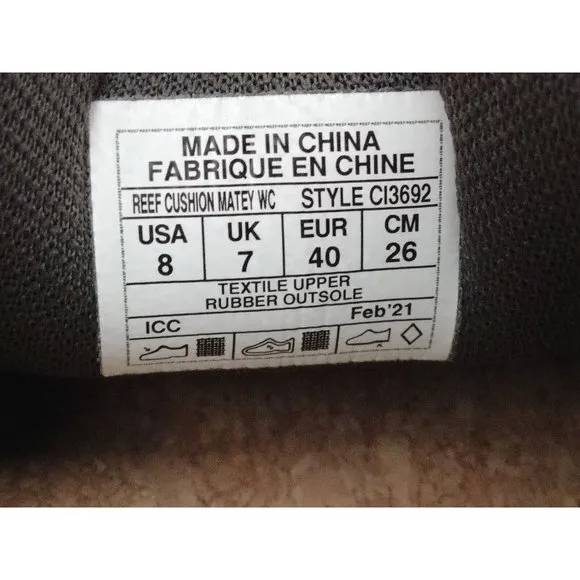 MADE IN CHINA
FABRIQUE EN CHINE
REEF CUSHION MATEY WC STYLE CI3692
USA UK EUR CM
8 7 40 26
TEXTILE UPPER
RUBBER OUTSOLE
ICC Feb'21